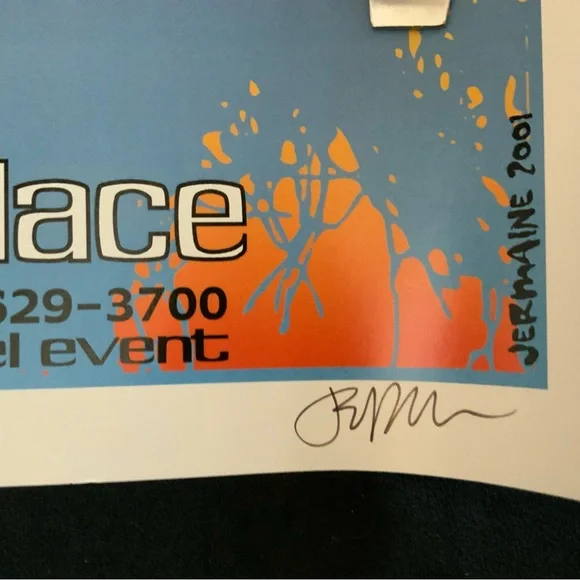 lace
629-3700
el event
JERMAINE 2001